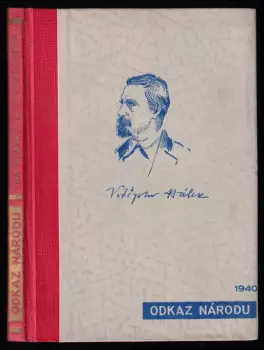 ODKAZ NÁRODU
Vítězslav Hálek
1940
ODKAZ NÁRODU